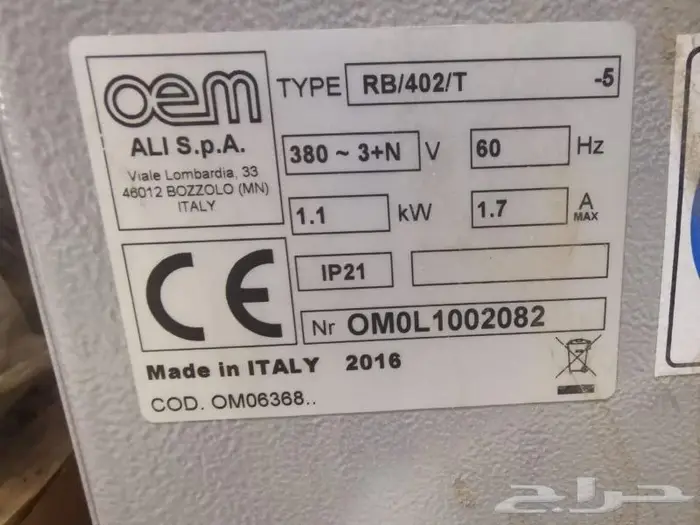 oem
ALI S.p.A.
Viale Lombardia, 33
46012 BOZZOLO (MN)
ITALY
TYPE RB/402/T -5
380 ~ 3+N V 60 Hz
1.1 kW 1.7 A MAX
CE
IP21
Nr OM0L1002082
Made in ITALY 2016
COD. OM06368..
حراج